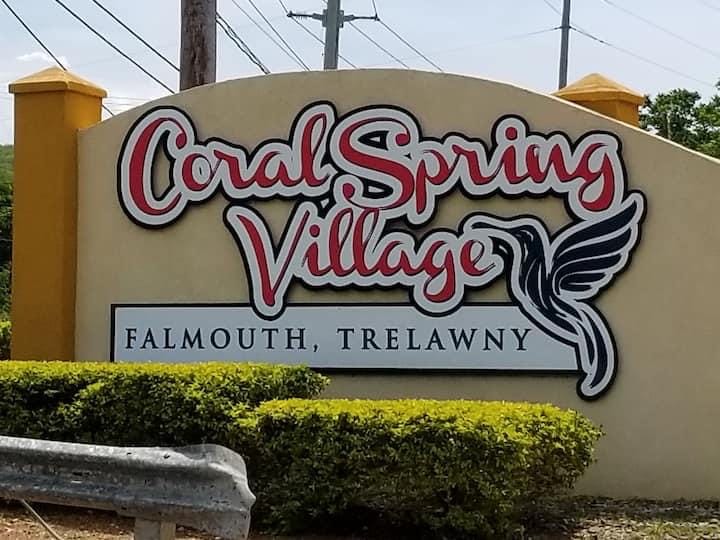 Coral Spring
Village
FALMOUTH, TRELAWNY